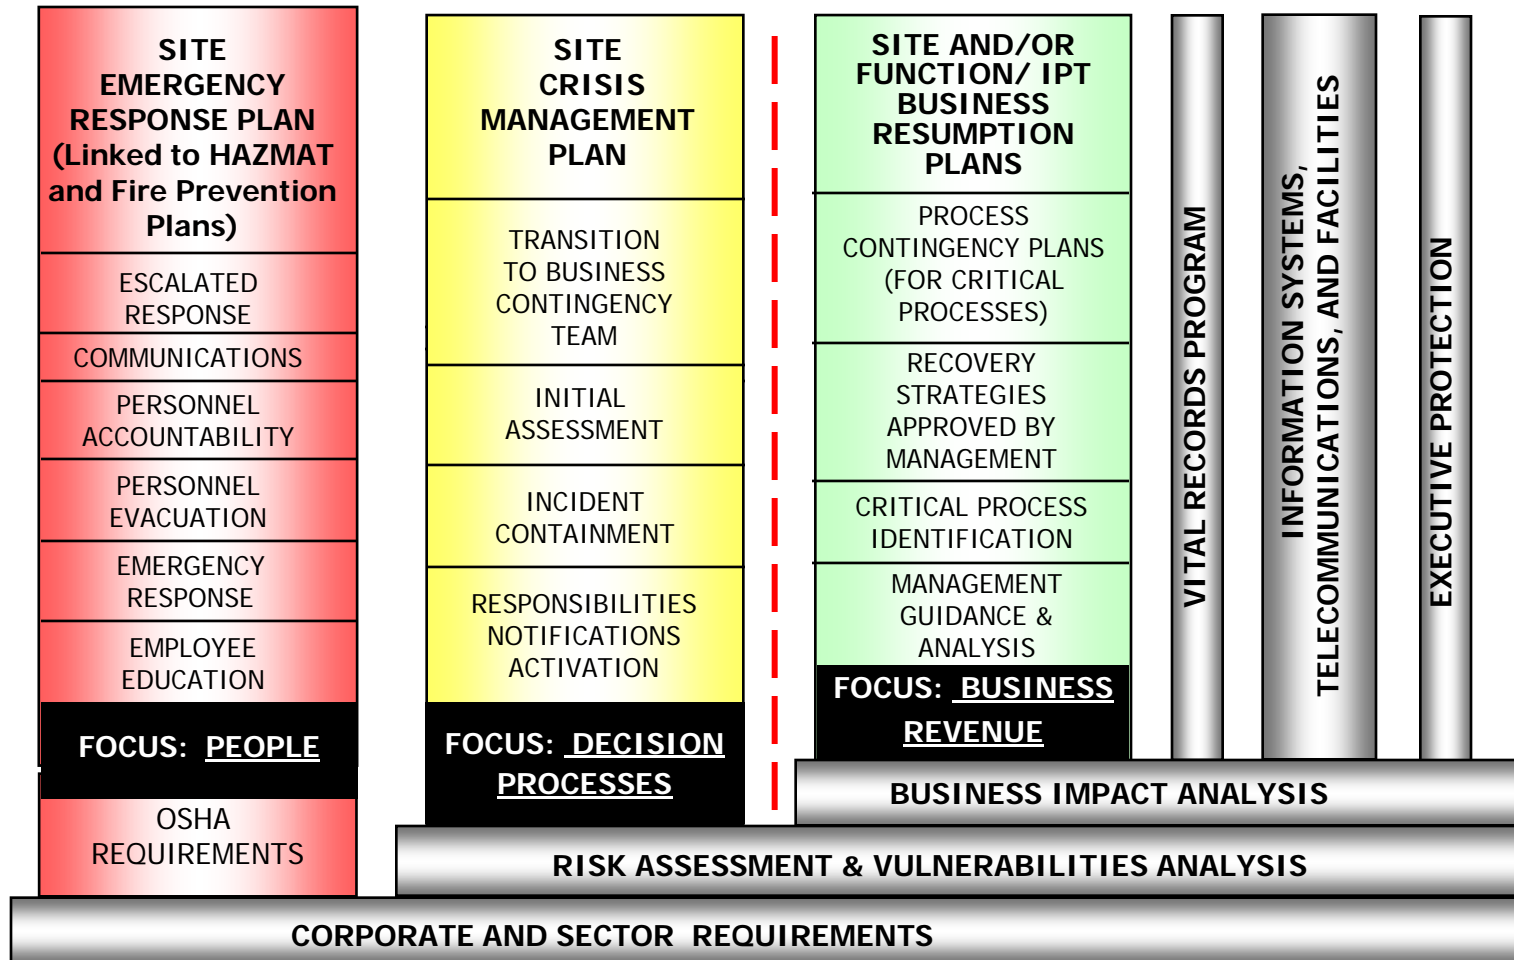 SITE
EMERGENCY
RESPONSE PLAN
(Linked to HAZMAT
and Fire Prevention
Plans)
ESCALATED
RESPONSE
COMMUNICATIONS
PERSONNEL
ACCOUNTABILITY
PERSONNEL
EVACUATION
EMERGENCY
RESPONSE
EMPLOYEE
EDUCATION
FOCUS: PEOPLE
OSHA
REQUIREMENTS
SITE
CRISIS
MANAGEMENT
PLAN
TRANSITION
TO BUSINESS
CONTINGENCY
TEAM
INITIAL
ASSESSMENT
INCIDENT
CONTAINMENT
RESPONSIBILITIES
NOTIFICATIONS
ACTIVATION
FOCUS: DECISION
PROCESSES
SITE AND/OR
FUNCTION/ IPT
BUSINESS
RESUMPTION
PLANS
PROCESS
CONTINGENCY PLANS
(FOR CRITICAL
PROCESSES)
RECOVERY
STRATEGIES
APPROVED BY
MANAGEMENT
CRITICAL PROCESS
IDENTIFICATION
MANAGEMENT
GUIDANCE &
ANALYSIS
FOCUS: BUSINESS
REVENUE
VITAL RECORDS PROGRAM
INFORMATION SYSTEMS,
TELECOMMUNICATIONS, AND FACILITIES
EXECUTIVE PROTECTION
BUSINESS IMPACT ANALYSIS
RISK ASSESSMENT & VULNERABILITIES ANALYSIS
CORPORATE AND SECTOR REQUIREMENTS